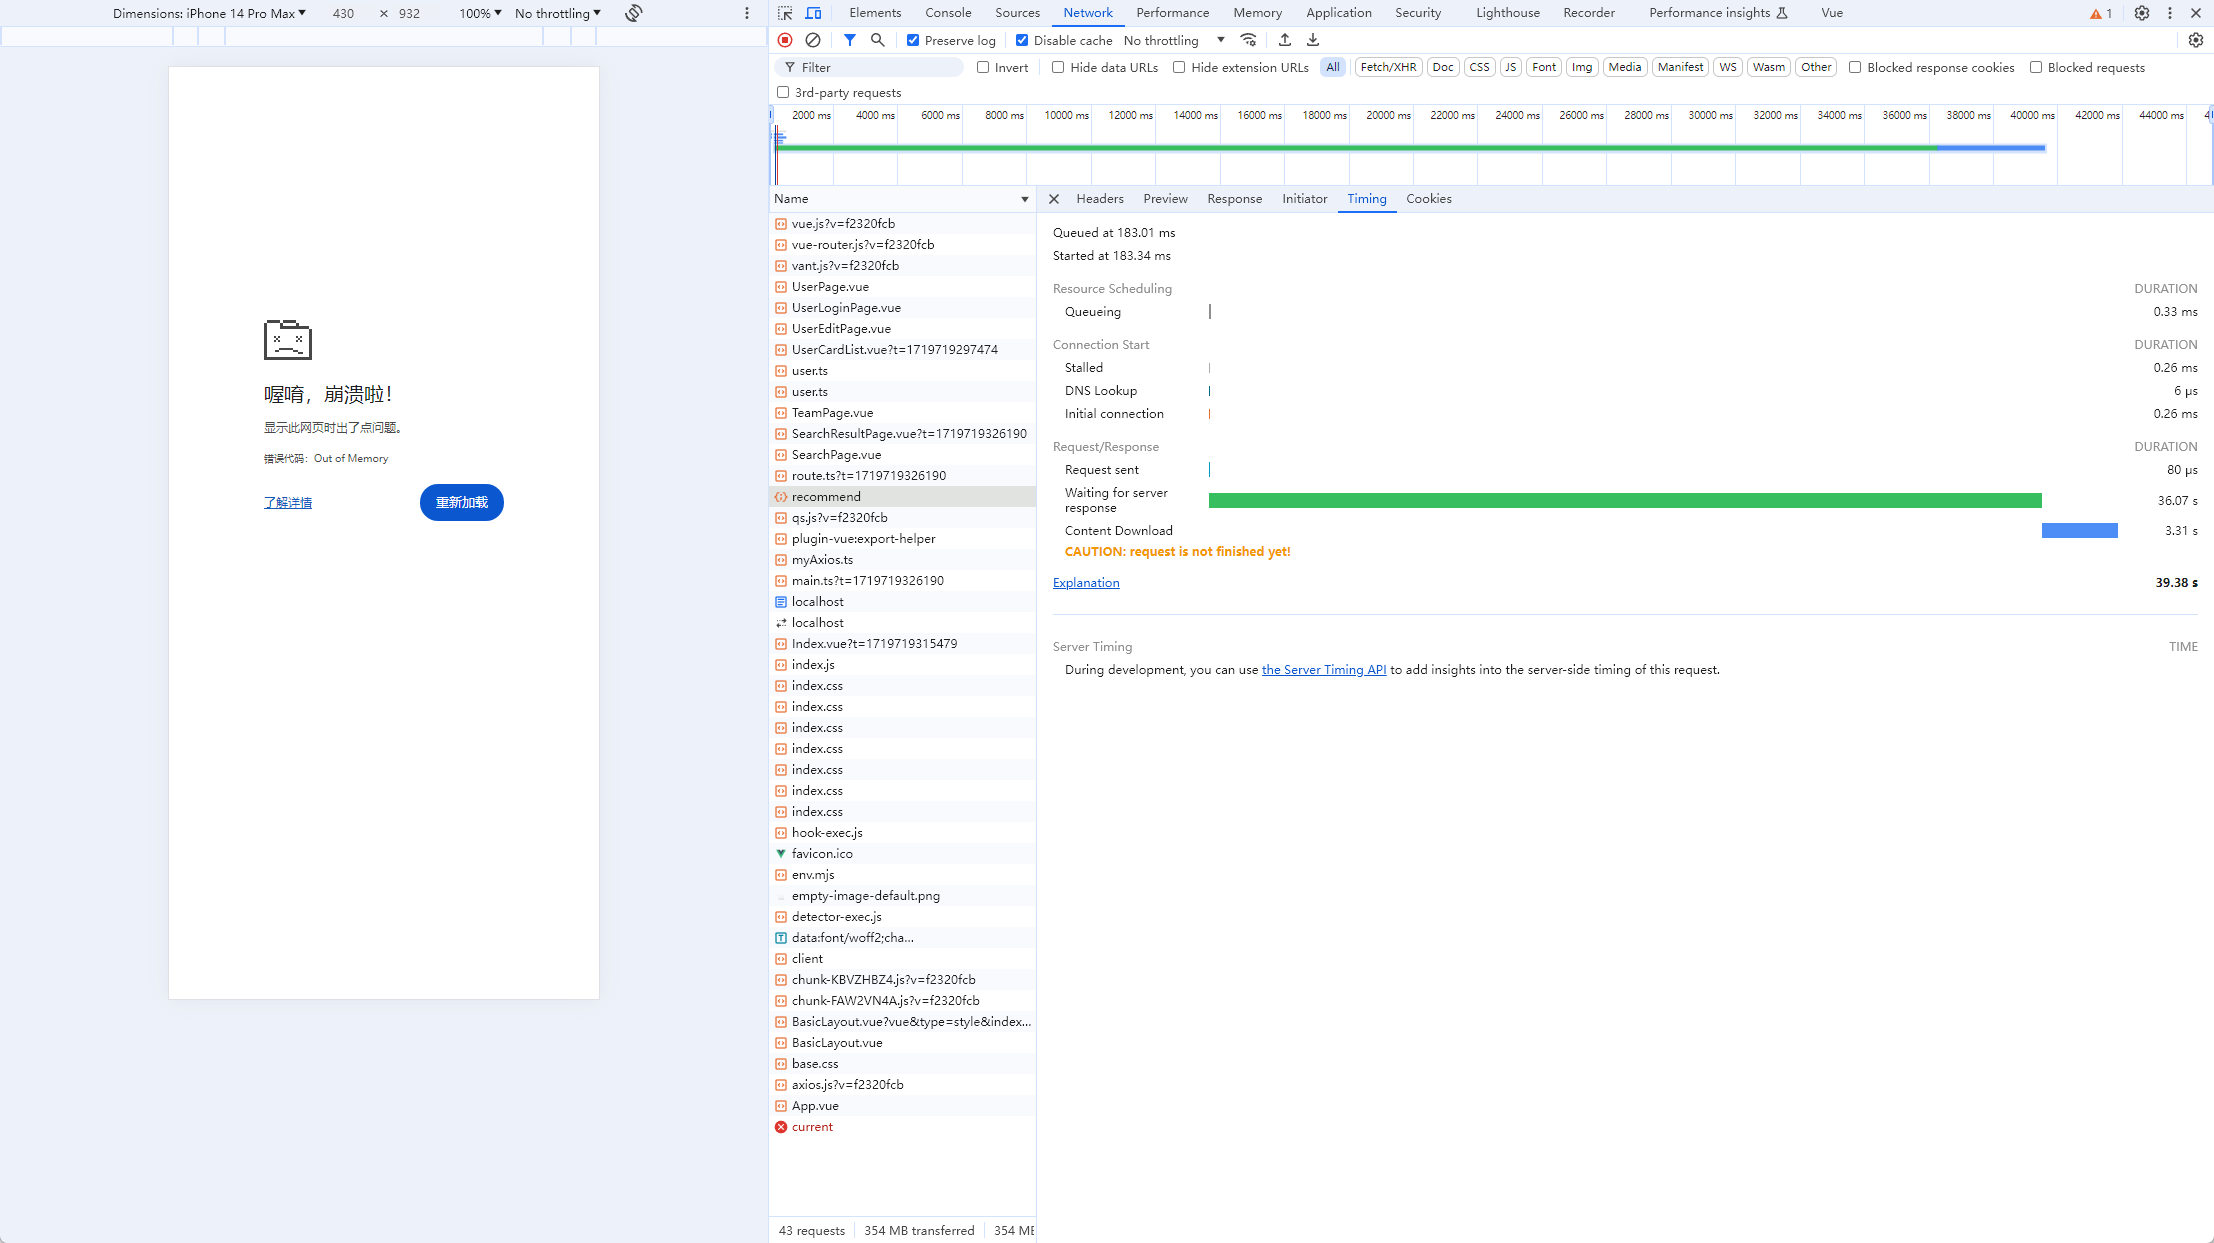 Dimensions: iPhone 14 Pro Max ▼ 430 × 932 100% ▼ No throttling ▼
Elements Console Sources Network Performance Memory Application Security Lighthouse Recorder Performance insights Vue 1
Preserve log Disable cache No throttling ▼
Filter Invert Hide data URLs Hide extension URLs All Fetch/XHR Doc CSS JS Font Img Media Manifest WS Wasm Other Blocked response cookies Blocked requests
3rd-party requests
2000 ms 4000 ms 6000 ms 8000 ms 10000 ms 12000 ms 14000 ms 16000 ms 18000 ms 20000 ms 22000 ms 24000 ms 26000 ms 28000 ms 30000 ms 32000 ms 34000 ms 36000 ms 38000 ms 40000 ms 42000 ms 44000 ms
喔唷，崩溃啦！
显示此网页时出了点问题。
错误代码：Out of Memory
了解详情
重新加载
Name
vue.js?v=f2320fcb
vue-router.js?v=f2320fcb
vant.js?v=f2320fcb
UserPage.vue
UserLoginPage.vue
UserEditPage.vue
UserCardList.vue?t=1719719297474
user.ts
user.ts
TeamPage.vue
SearchResultPage.vue?t=1719719326190
SearchPage.vue
route.ts?t=1719719326190
recommend
qs.js?v=f2320fcb
plugin-vue:export-helper
myAxios.ts
main.ts?t=1719719326190
localhost
localhost
Index.vue?t=1719719315479
index.js
index.css
index.css
index.css
index.css
index.css
index.css
index.css
hook-exec.js
favicon.ico
env.mjs
empty-image-default.png
detector-exec.js
data:font/woff2;cha...
client
chunk-KBVZHBZ4.js?v=f2320fcb
chunk-FAW2VN4A.js?v=f2320fcb
BasicLayout.vue?vue&type=style&index...
BasicLayout.vue
base.css
axios.js?v=f2320fcb
App.vue
current
43 requests 354 MB transferred 354 ME
Headers Preview Response Initiator Timing Cookies
Queued at 183.01 ms
Started at 183.34 ms
Resource Scheduling DURATION
Queueing 0.33 ms
Connection Start DURATION
Stalled 0.26 ms
DNS Lookup 6 μs
Initial connection 0.26 ms
Request/Response DURATION
Request sent 80 μs
Waiting for server
response 36.07 s
Content Download 3.31 s
CAUTION: request is not finished yet!
Explanation 39.38 s
Server Timing TIME
During development, you can use the Server Timing API to add insights into the server-side timing of this request.